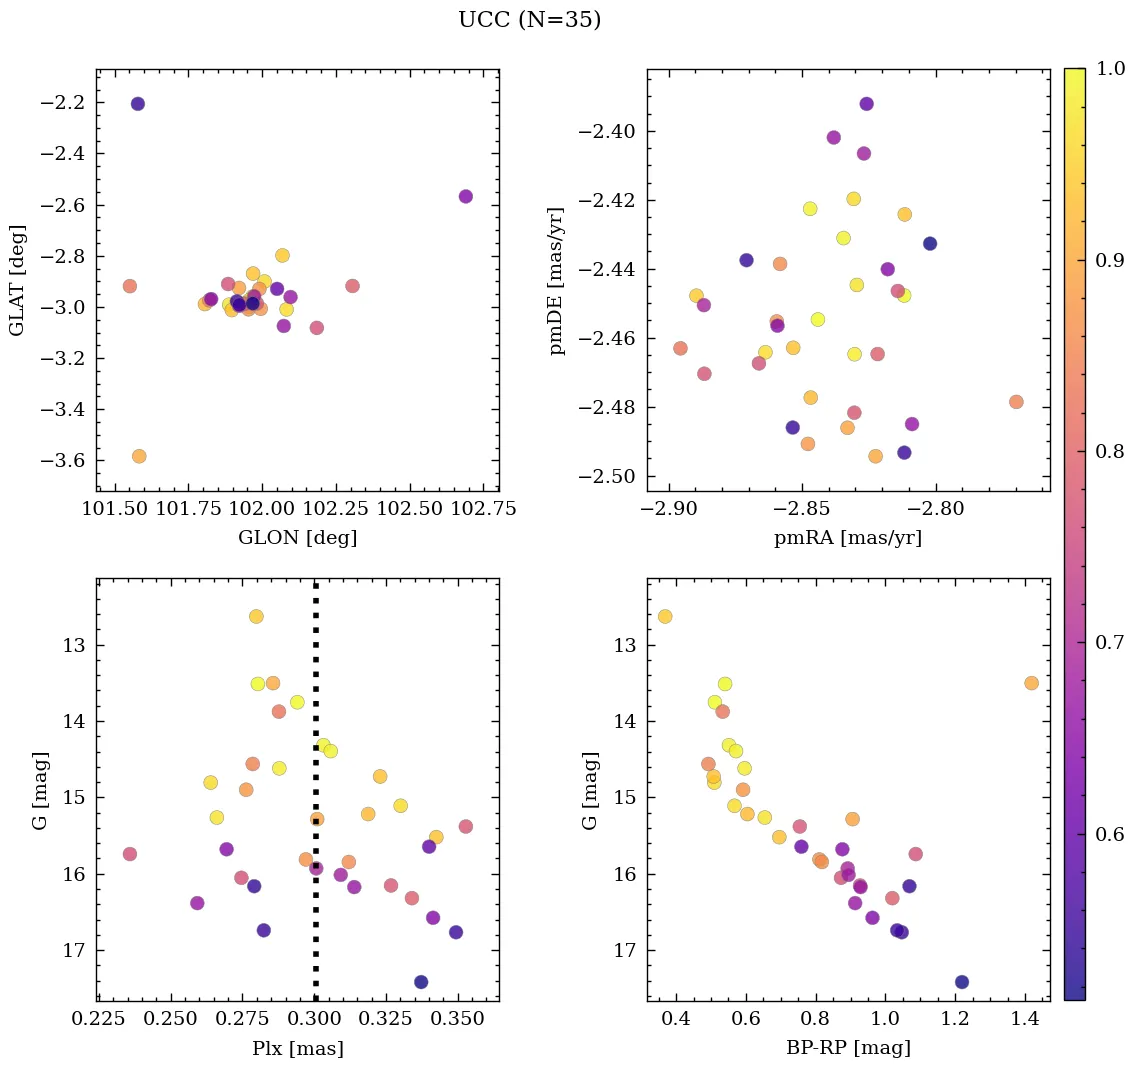 UCC (N=35)
−2.2
−2.4
−2.6
−2.8
−3.0
−3.2
−3.4
−3.6
GLAT [deg]
101.50 101.75 102.00 102.25 102.50 102.75
GLON [deg]
−2.40
−2.42
−2.44
−2.46
−2.48
−2.50
pmDE [mas/yr]
−2.90 −2.85 −2.80
pmRA [mas/yr]
13
14
15
16
17
G [mag]
0.225 0.250 0.275 0.300 0.325 0.350
Plx [mas]
13
14
15
16
17
G [mag]
0.4 0.6 0.8 1.0 1.2 1.4
BP-RP [mag]
1.0
0.9
0.8
0.7
0.6